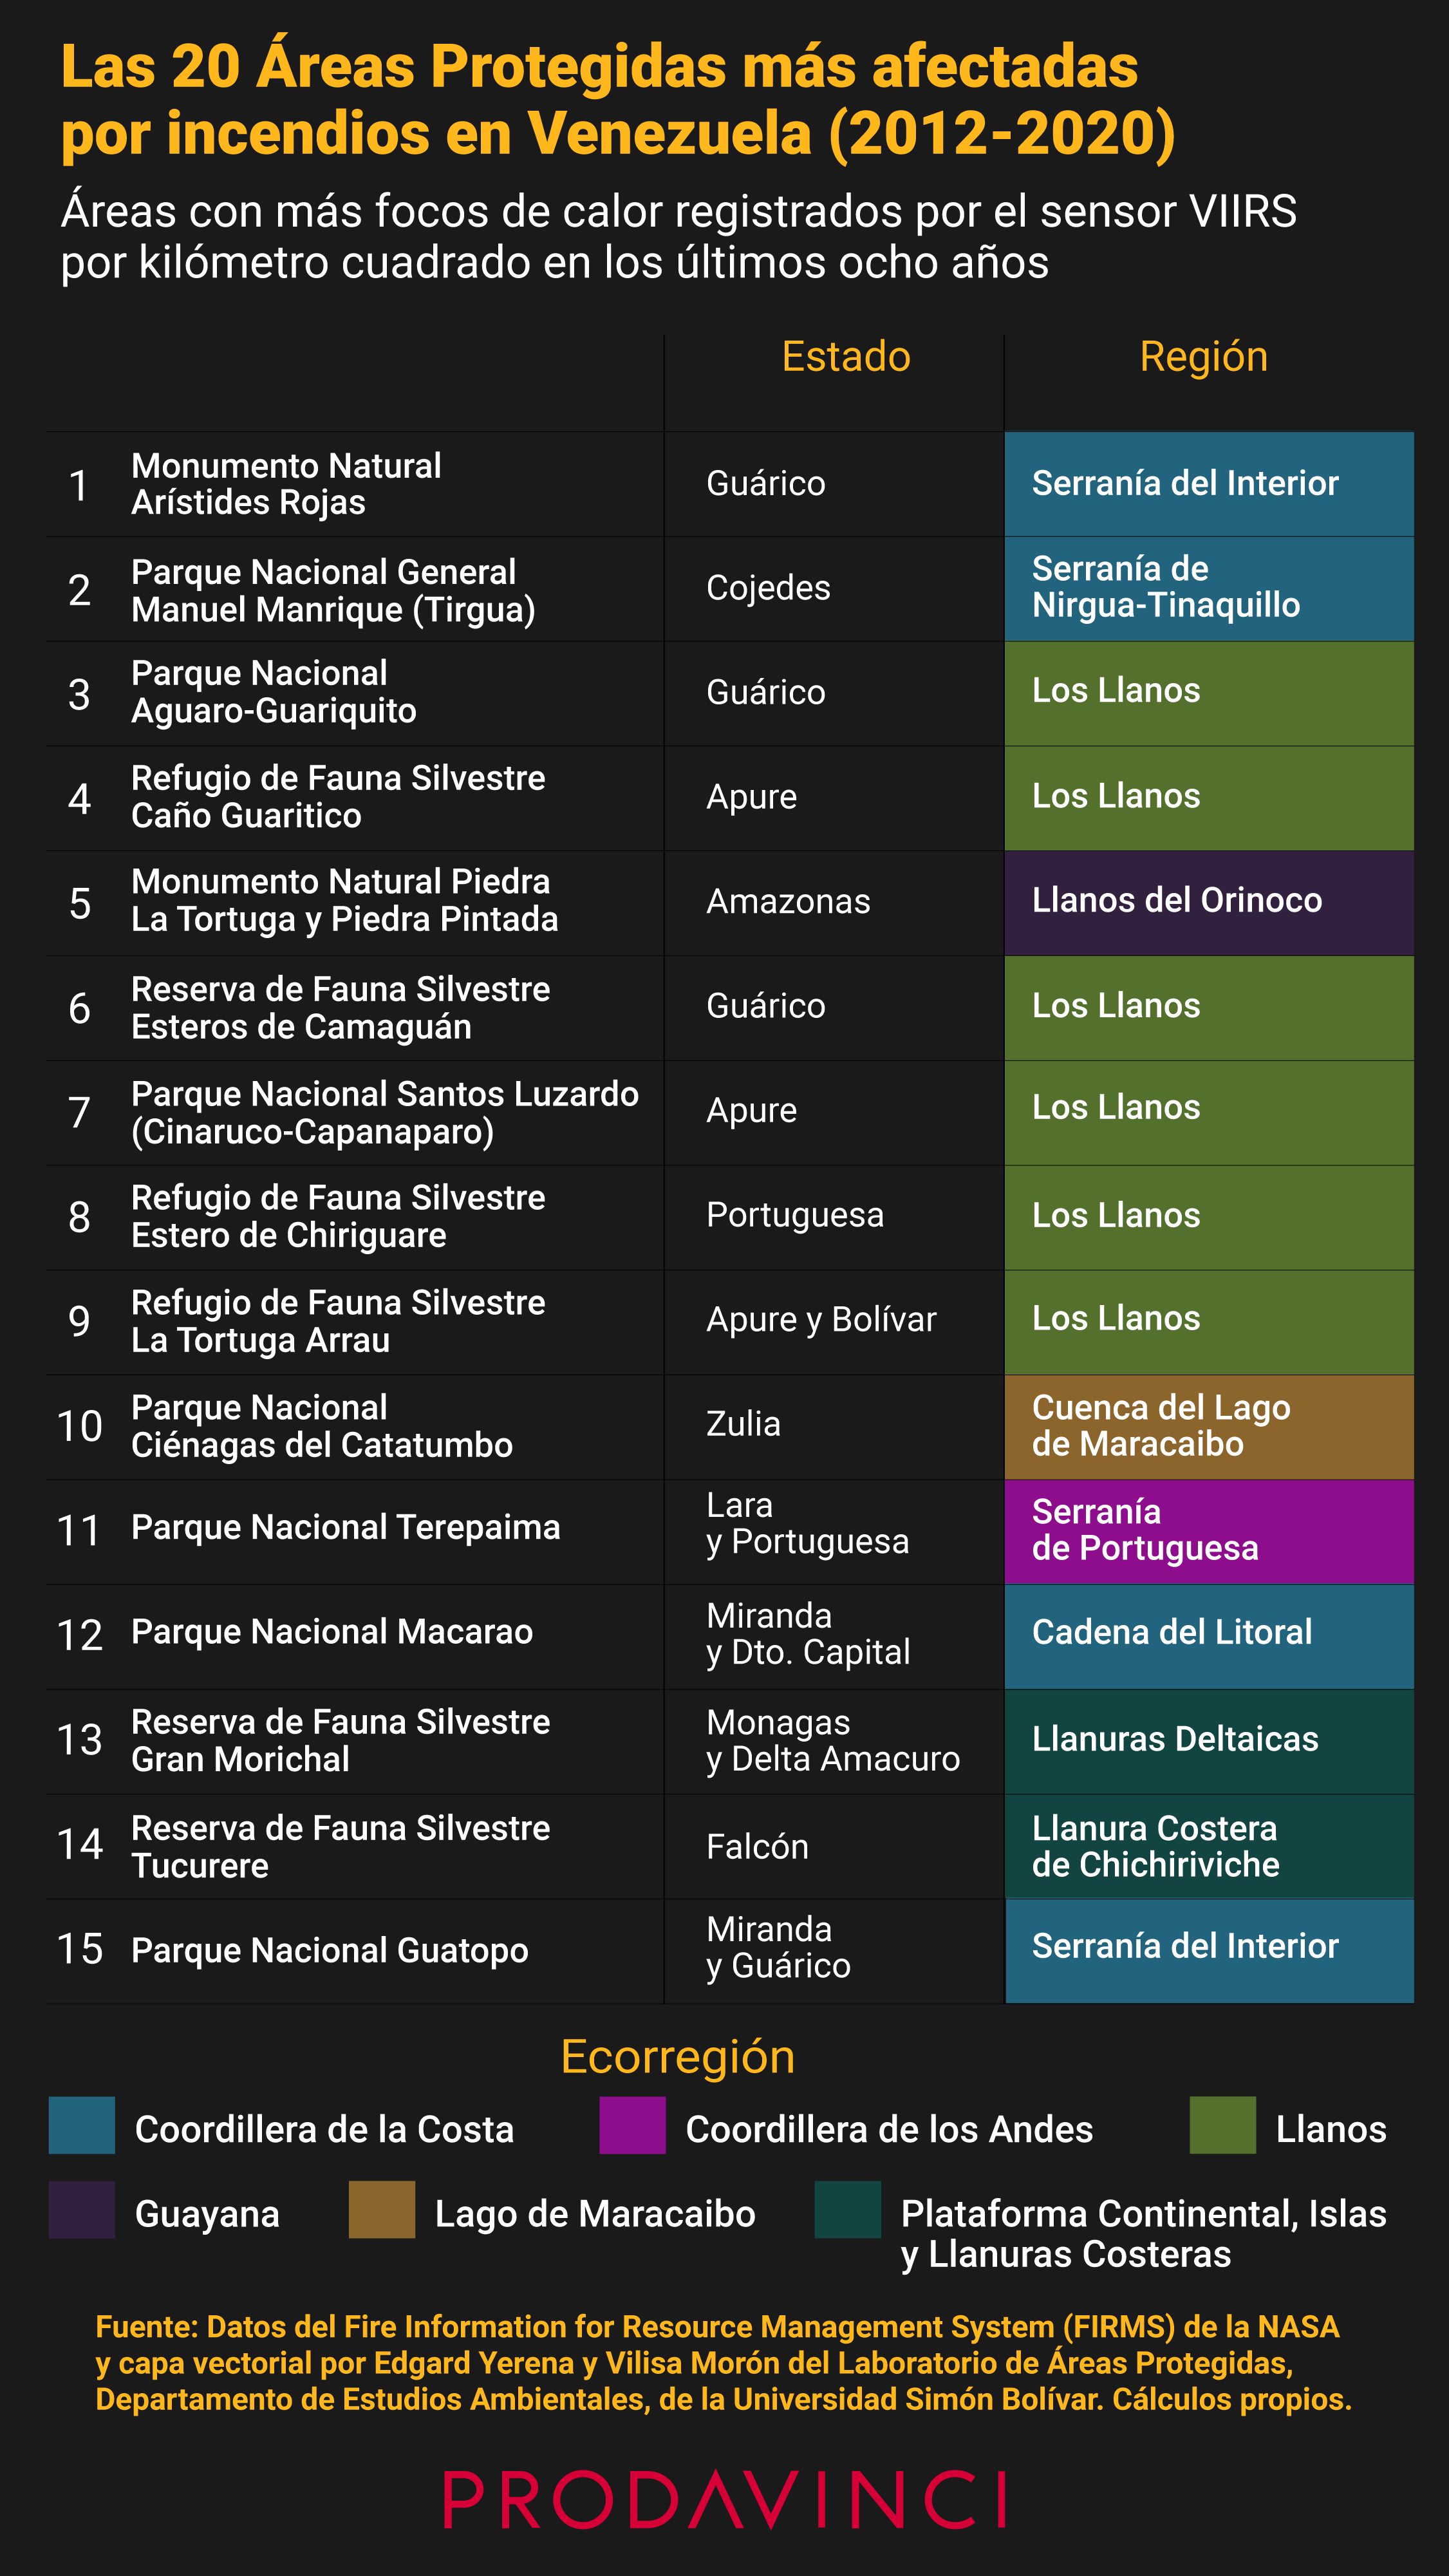 Las 20 Áreas Protegidas más afectadas
por incendios en Venezuela (2012-2020)
Áreas con más focos de calor registrados por el sensor VIIRS
por kilómetro cuadrado en los últimos ocho años
Estado
Región
1
Monumento Natural
Arístides Rojas
Guárico
Serranía del Interior
2
Parque Nacional General
Manuel Manrique (Tirgua)
Cojedes
Serranía de
Nirgua-Tinaquillo
3
Parque Nacional
Aguaro-Guariquito
Guárico
Los Llanos
4
Refugio de Fauna Silvestre
Caño Guaritico
Apure
Los Llanos
5
Monumento Natural Piedra
La Tortuga y Piedra Pintada
Amazonas
Llanos del Orinoco
6
Reserva de Fauna Silvestre
Esteros de Camaguán
Guárico
Los Llanos
7
Parque Nacional Santos Luzardo
(Cinaruco-Capanaparo)
Apure
Los Llanos
8
Refugio de Fauna Silvestre
Estero de Chiriguare
Portuguesa
Los Llanos
9
Refugio de Fauna Silvestre
La Tortuga Arrau
Apure y Bolívar
Los Llanos
10
Parque Nacional
Ciénagas del Catatumbo
Zulia
Cuenca del Lago
de Maracaibo
11
Parque Nacional Terepaima
Lara
y Portuguesa
Serranía
de Portuguesa
12
Parque Nacional Macarao
Miranda
y Dto. Capital
Cadena del Litoral
13
Reserva de Fauna Silvestre
Gran Morichal
Monagas
y Delta Amacuro
Llanuras Deltaicas
14
Reserva de Fauna Silvestre
Tucurere
Falcón
Llanura Costera
de Chichiriviche
15
Parque Nacional Guatopo
Miranda
y Guárico
Serranía del Interior
Ecorregión
Coordillera de la Costa
Coordillera de los Andes
Llanos
Guayana
Lago de Maracaibo
Plataforma Continental, Islas
y Llanuras Costeras
Fuente: Datos del Fire Information for Resource Management System (FIRMS) de la NASA
y capa vectorial por Edgard Yerena y Vilisa Morón del Laboratorio de Áreas Protegidas,
Departamento de Estudios Ambientales, de la Universidad Simón Bolívar. Cálculos propios.
PRODAVINCI